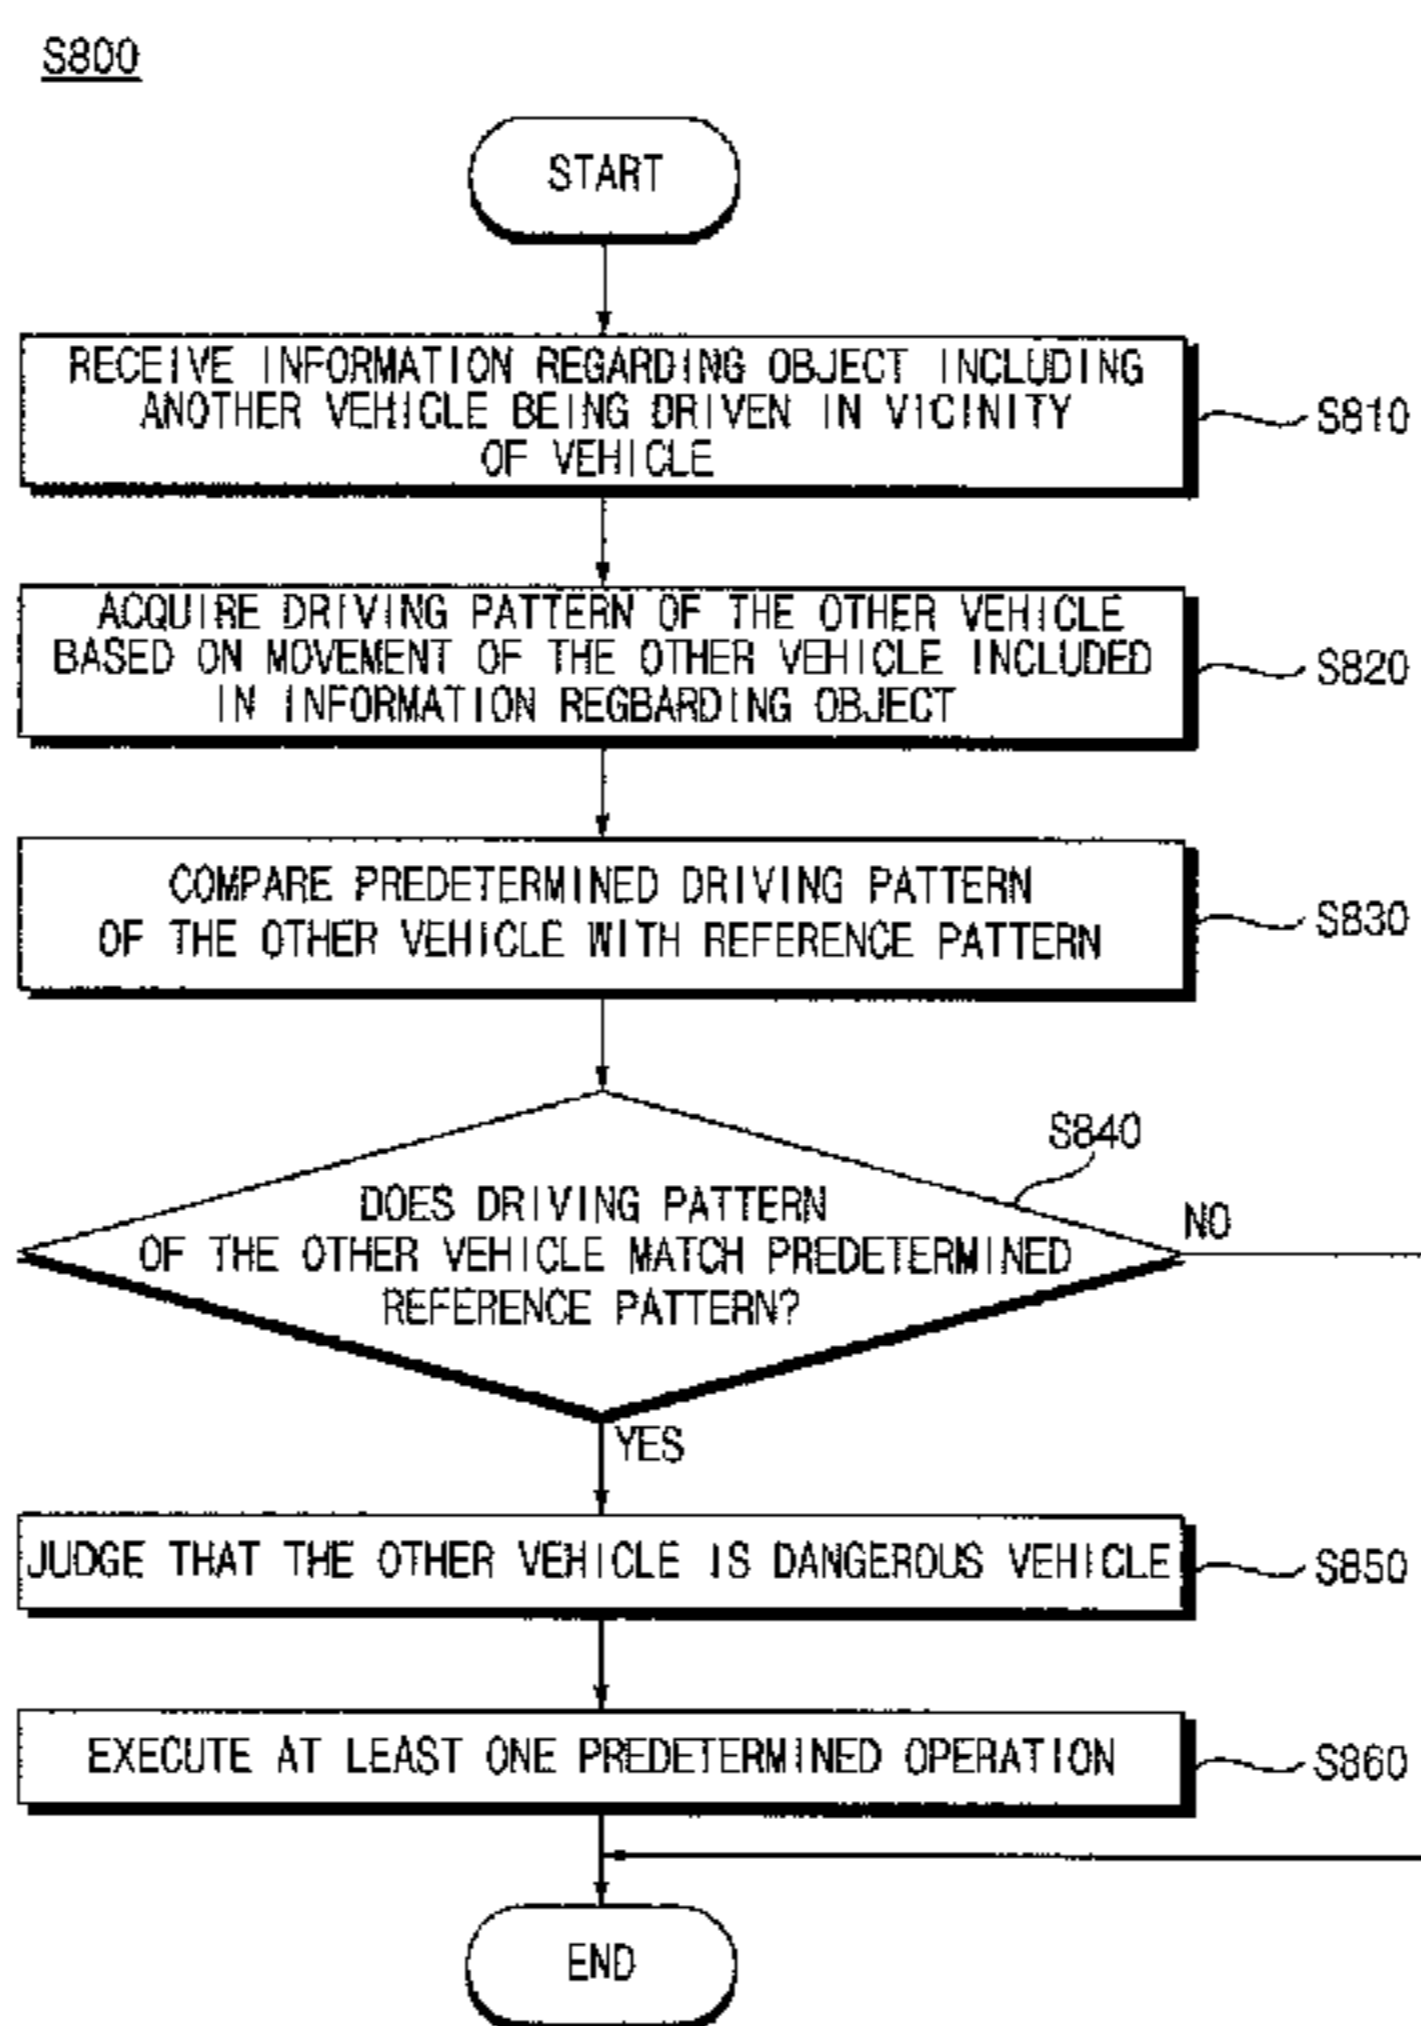 S800
START
RECEIVE INFORMATION REGARDING OBJECT INCLUDING
ANOTHER VEHICLE BEING DRIVEN IN VICINITY
OF VEHICLE
S810
ACQUIRE DRIVING PATTERN OF THE OTHER VEHICLE
BASED ON MOVEMENT OF THE OTHER VEHICLE INCLUDED
IN INFORMATION REGBARDING OBJECT
S820
COMPARE PREDETERMINED DRIVING PATTERN
OF THE OTHER VEHICLE WITH REFERENCE PATTERN
S830
S840
DOES DRIVING PATTERN
OF THE OTHER VEHICLE MATCH PREDETERMINED
REFERENCE PATTERN?
NO
YES
JUDGE THAT THE OTHER VEHICLE IS DANGEROUS VEHICLE
S850
EXECUTE AT LEAST ONE PREDETERMINED OPERATION
S860
END